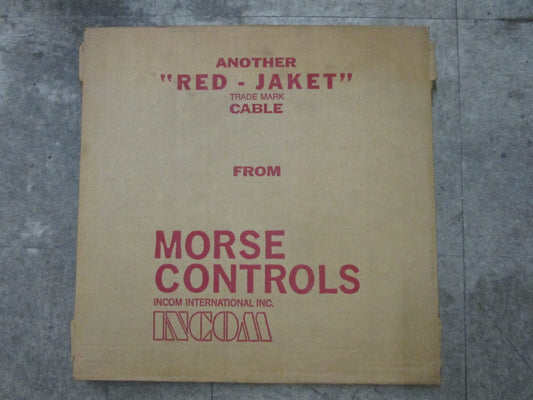 ANOTHER
"RED - JAKET"
TRADE MARK
CABLE
FROM
MORSE
CONTROLS
INCOM INTERNATIONAL INC.
INCOM